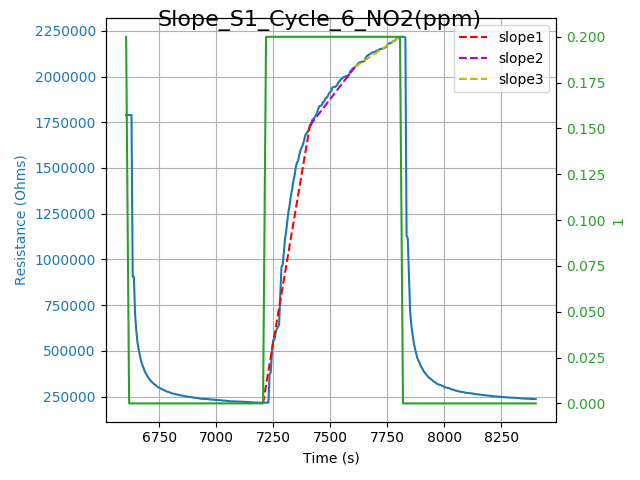 Slope_S1_Cycle_6_NO2(ppm)
slope1
slope2
slope3
2250000
2000000
1750000
1500000
1250000
1000000
750000
500000
250000
Resistance (Ohms)
0.200
0.175
0.150
0.125
0.100
0.075
0.050
0.025
0.000
1
6750 7000 7250 7500 7750 8000 8250
Time (s)